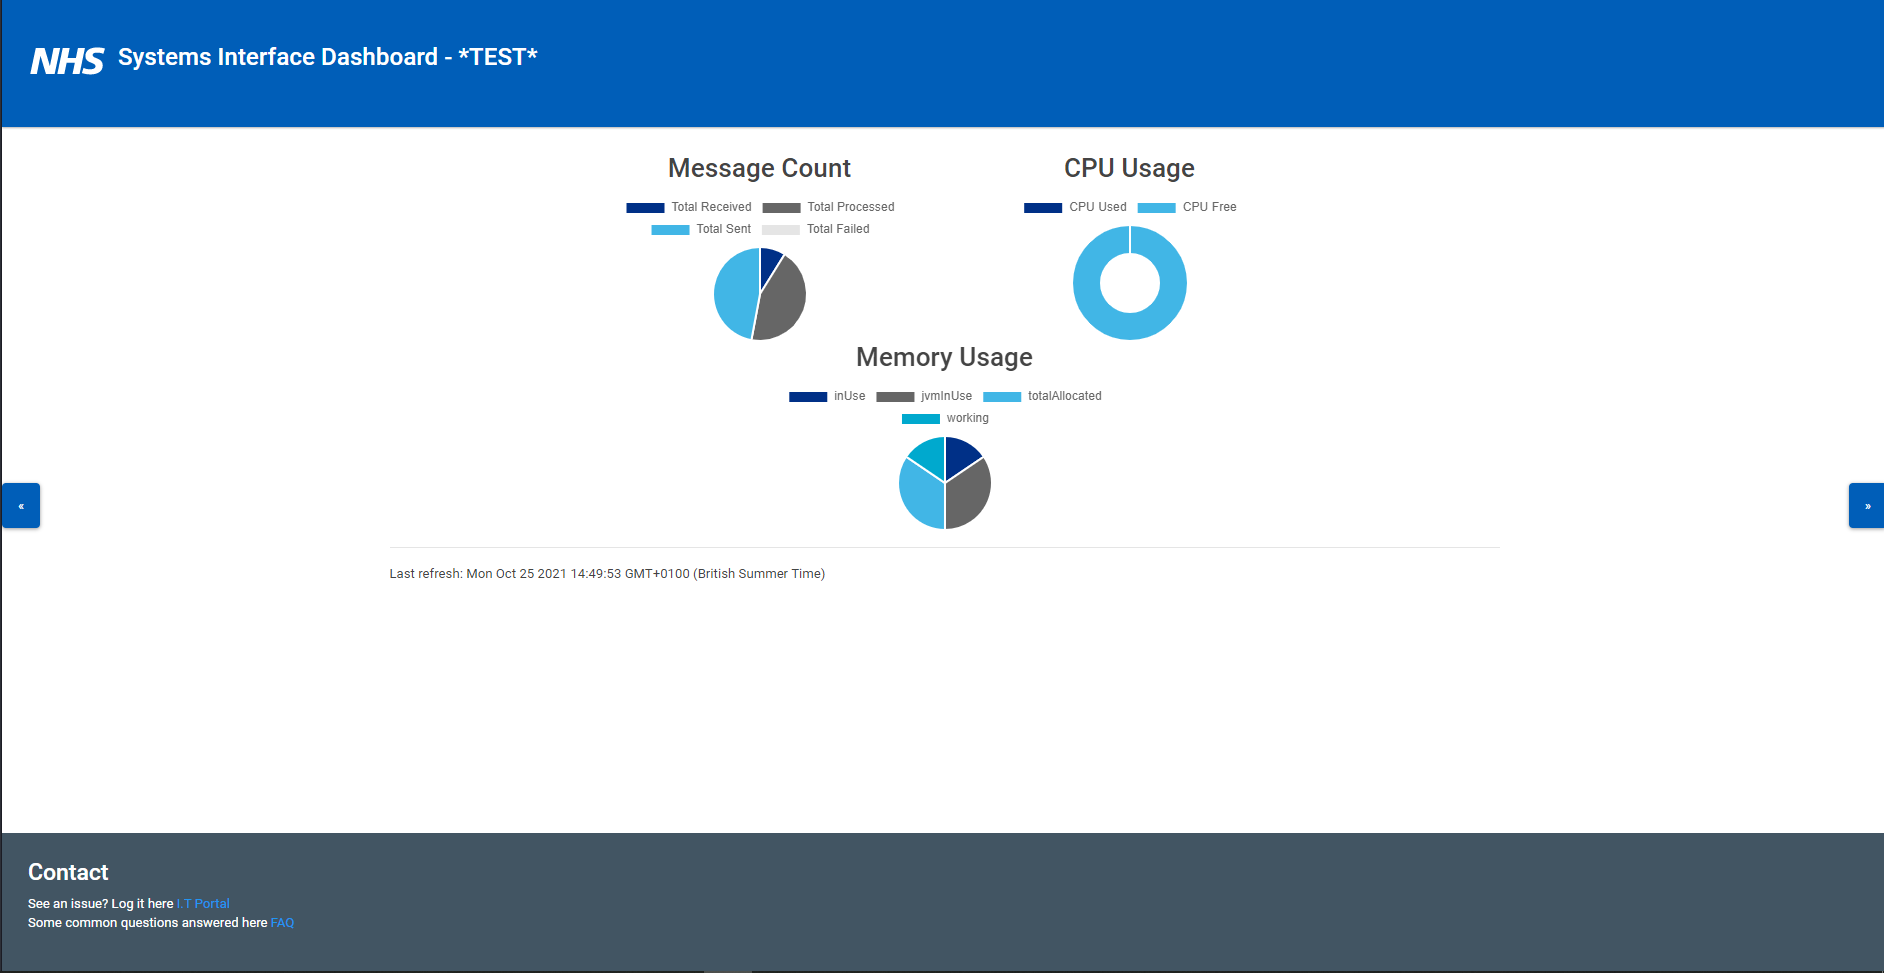 NHS Systems Interface Dashboard - *TEST*
Message Count
Total Received Total Processed
Total Sent Total Failed
CPU Usage
CPU Used CPU Free
Memory Usage
inUse jvmInUse totalAllocated
working
«
»
Last refresh: Mon Oct 25 2021 14:49:53 GMT+0100 (British Summer Time)
Contact
See an issue? Log it here I.T Portal
Some common questions answered here FAQ